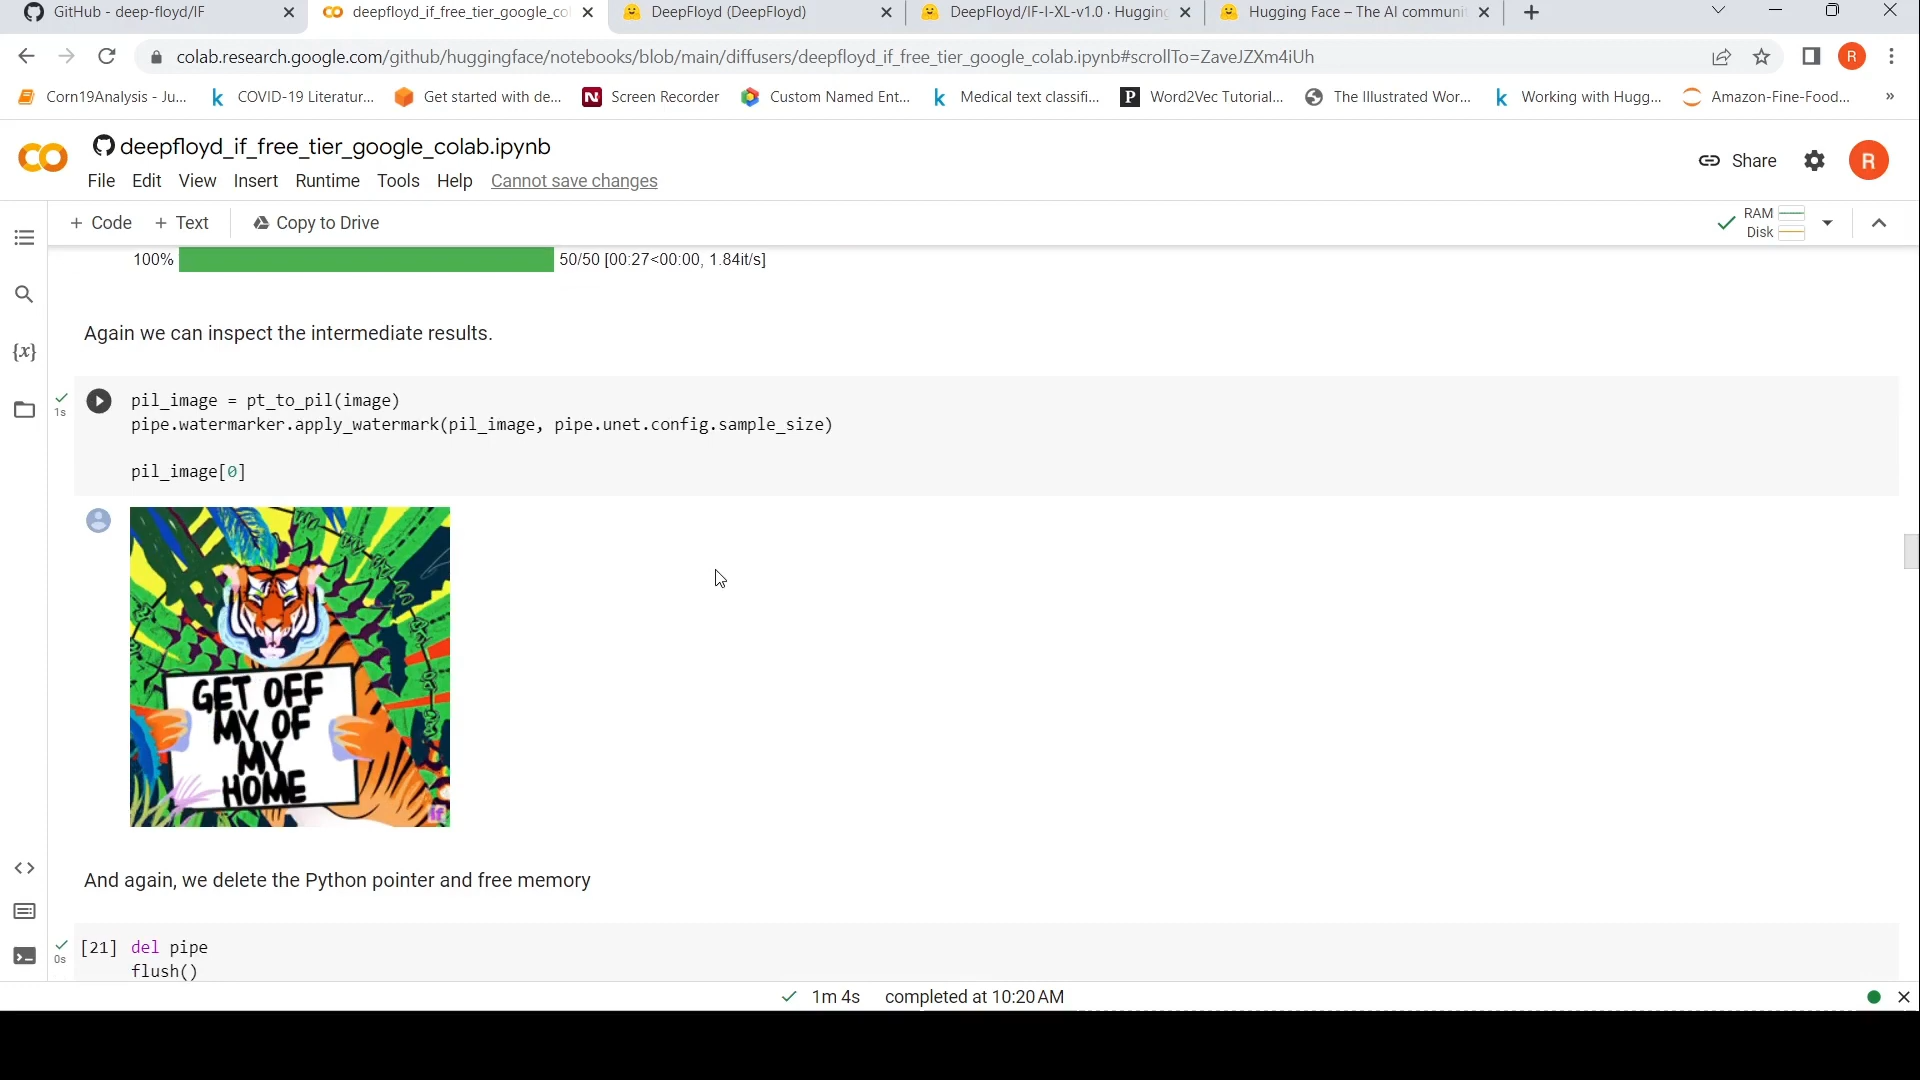 GitHub - deep-floyd/IF
deepfloyd_if_free_tier_google_co
DeepFloyd (DeepFloyd)
DeepFloyd/IF-I-XL-v1.0 · Hugging
Hugging Face – The AI communit
colab.research.google.com/github/huggingface/notebooks/blob/main/diffusers/deepfloyd_if_free_tier_google_colab.ipynb#scrollTo=ZaveJZXm4iUh
R
Corn19Analysis - Ju...
COVID-19 Literatur...
Get started with de...
Screen Recorder
Custom Named Ent...
Medical text classifi...
Word2Vec Tutorial...
The Illustrated Wor...
Working with Hugg...
Amazon-Fine-Food...
»
deepfloyd_if_free_tier_google_colab.ipynb
Share
R
File Edit View Insert Runtime Tools Help Cannot save changes
+ Code + Text Copy to Drive
RAM
Disk
100% 50/50 [00:27<00:00, 1.84it/s]
Again we can inspect the intermediate results.
{x}
1s
pil_image = pt_to_pil(image)
pipe.watermarker.apply_watermark(pil_image, pipe.unet.config.sample_size)
pil_image[0]
GET OFF
MY OF
MY
HOME
if
And again, we delete the Python pointer and free memory
0s
[21] del pipe
flush()
1m 4s completed at 10:20 AM